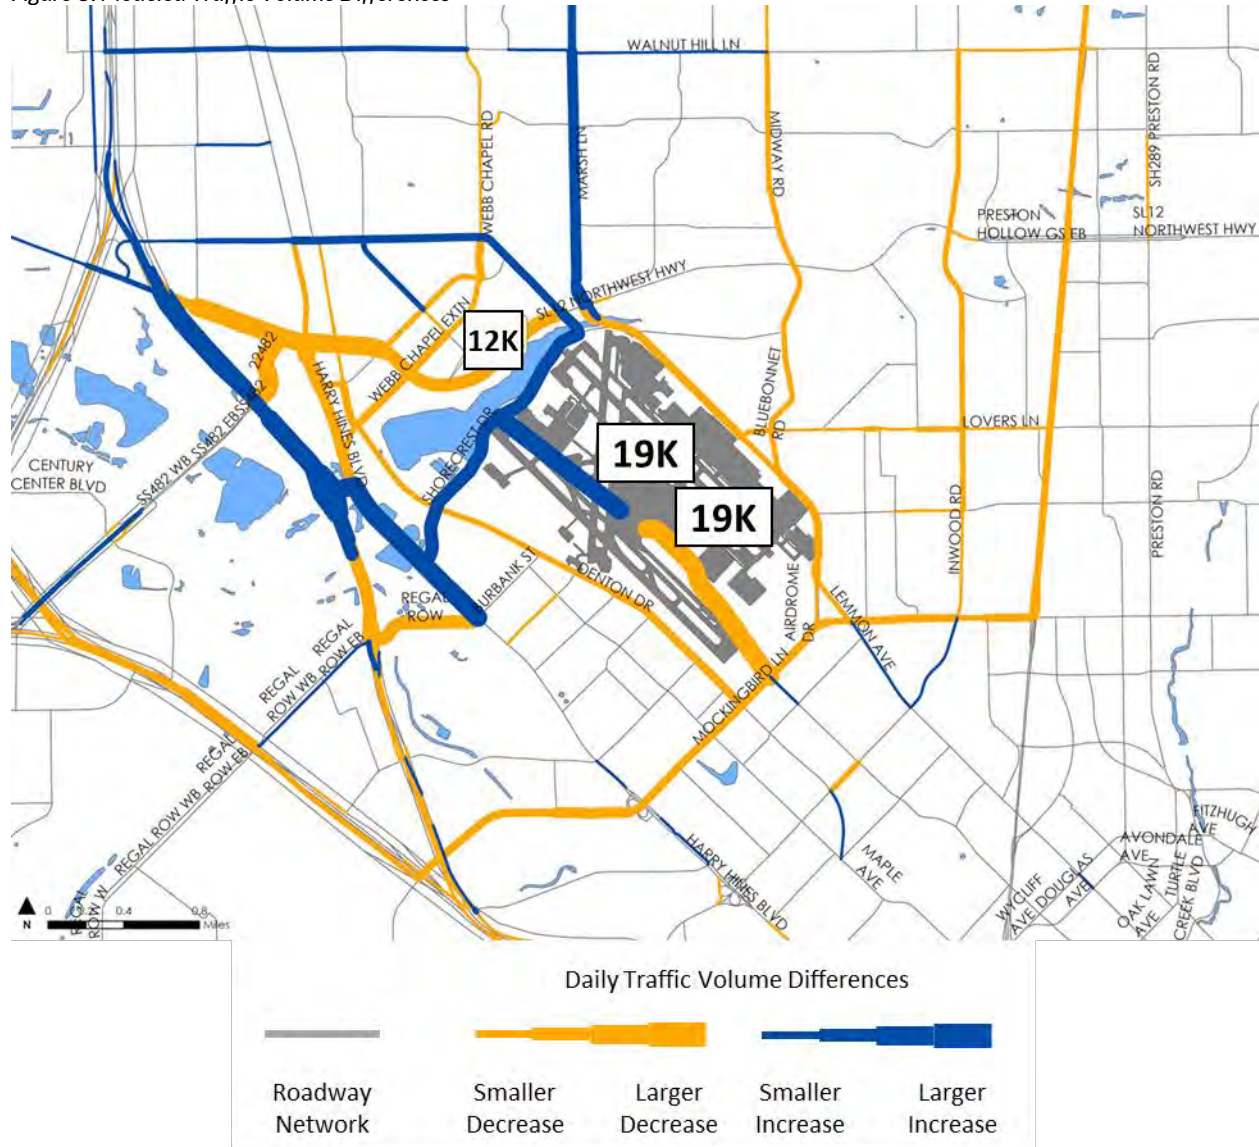 WALNUT HILL LN
WEBB CHAPEL RD
MARSH LN
MIDWAY RD
SH289 PRESTON RD
PRESTON
HOLLOW GS EB
SL12
NORTHWEST HWY
SL12 NORTHWEST HWY
12K
WEBB CHAPEL EXTN
22482
HARRY HINES BLVD
BLUEBONNET
RD
LOVERS LN
19K
19K
SHORECREST DR
CENTURY
CENTER BLVD
SS482 WB SS482 EBSS482
INWOOD RD
PRESTON RD
BURBANK ST
DENTON DR
REGAL
ROW
AIRDROME
DR
LEMMON AVE
MOCKINGBIRD LN
REGAL REGAL
ROW WB ROW EB
REGAL
REGAL ROW WB ROW EB
REGAL
ROW W
HARRY HINES BLVD
MAPLE
AVE
WYCLIFF
AVE
DOUGLAS
AVE
OAK LAWN
AVE
TURTLE
CREEK BLVD
AVONDALE
AVE
FITZHUGH
AVE
N
0 0.2 0.4 0.8
Miles
Daily Traffic Volume Differences
Roadway
Network
Smaller
Decrease
Larger
Decrease
Smaller
Increase
Larger
Increase